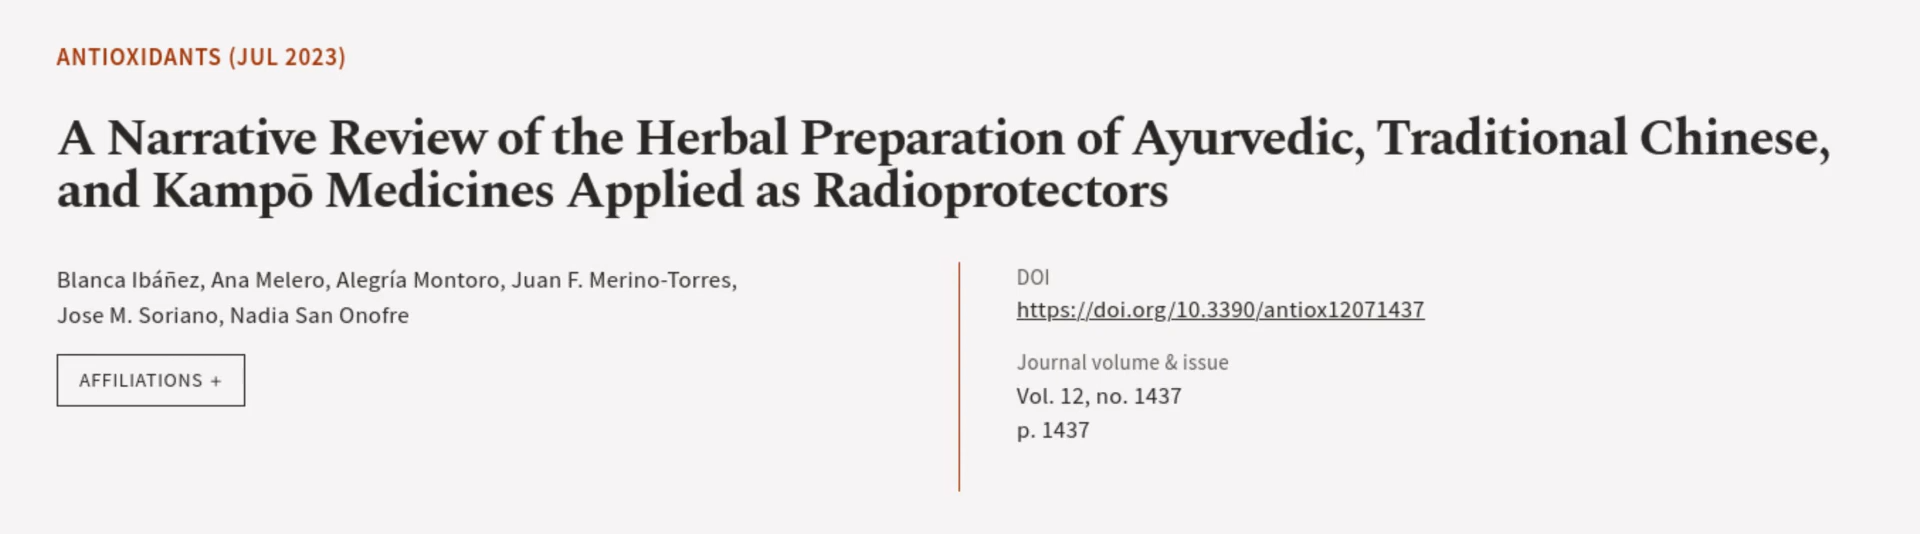 ANTIOXIDANTS (JUL 2023)
A Narrative Review of the Herbal Preparation of Ayurvedic, Traditional Chinese,
and Kampō Medicines Applied as Radioprotectors
Blanca Ibáñez, Ana Melero, Alegría Montoro, Juan F. Merino-Torres,
Jose M. Soriano, Nadia San Onofre
AFFILIATIONS +
DOI
https://doi.org/10.3390/antiox12071437
Journal volume & issue
Vol. 12, no. 1437
p. 1437